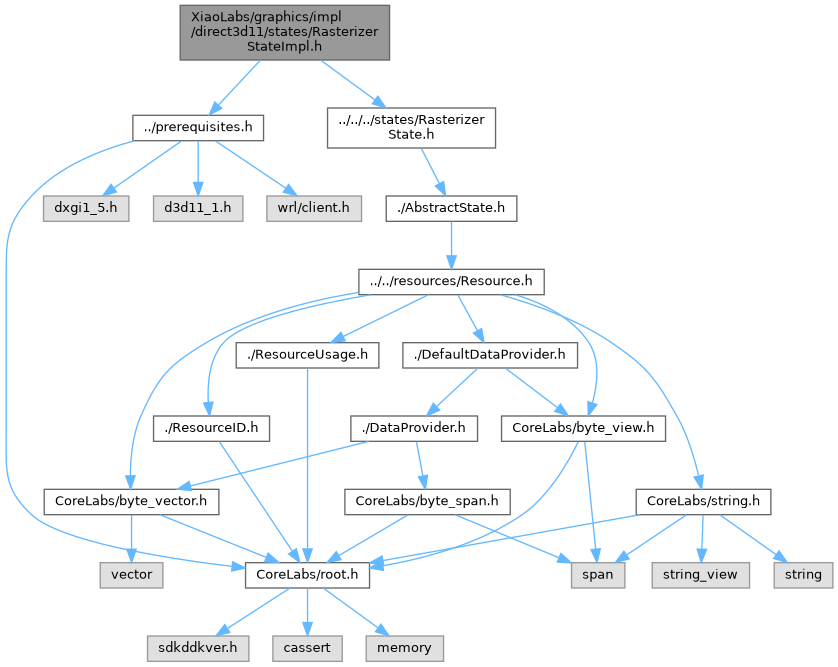 XiaoLabs/graphics/impl
/direct3d11/states/Rasterizer
StateImpl.h
../prerequisites.h
../../../states/Rasterizer
State.h
dxgi1_5.h
d3d11_1.h
wrl/client.h
./AbstractState.h
../../resources/Resource.h
./ResourceUsage.h
./DefaultDataProvider.h
./ResourceID.h
./DataProvider.h
CoreLabs/byte_view.h
CoreLabs/byte_vector.h
CoreLabs/byte_span.h
CoreLabs/string.h
vector
CoreLabs/root.h
span
string_view
string
sdkddkver.h
cassert
memory